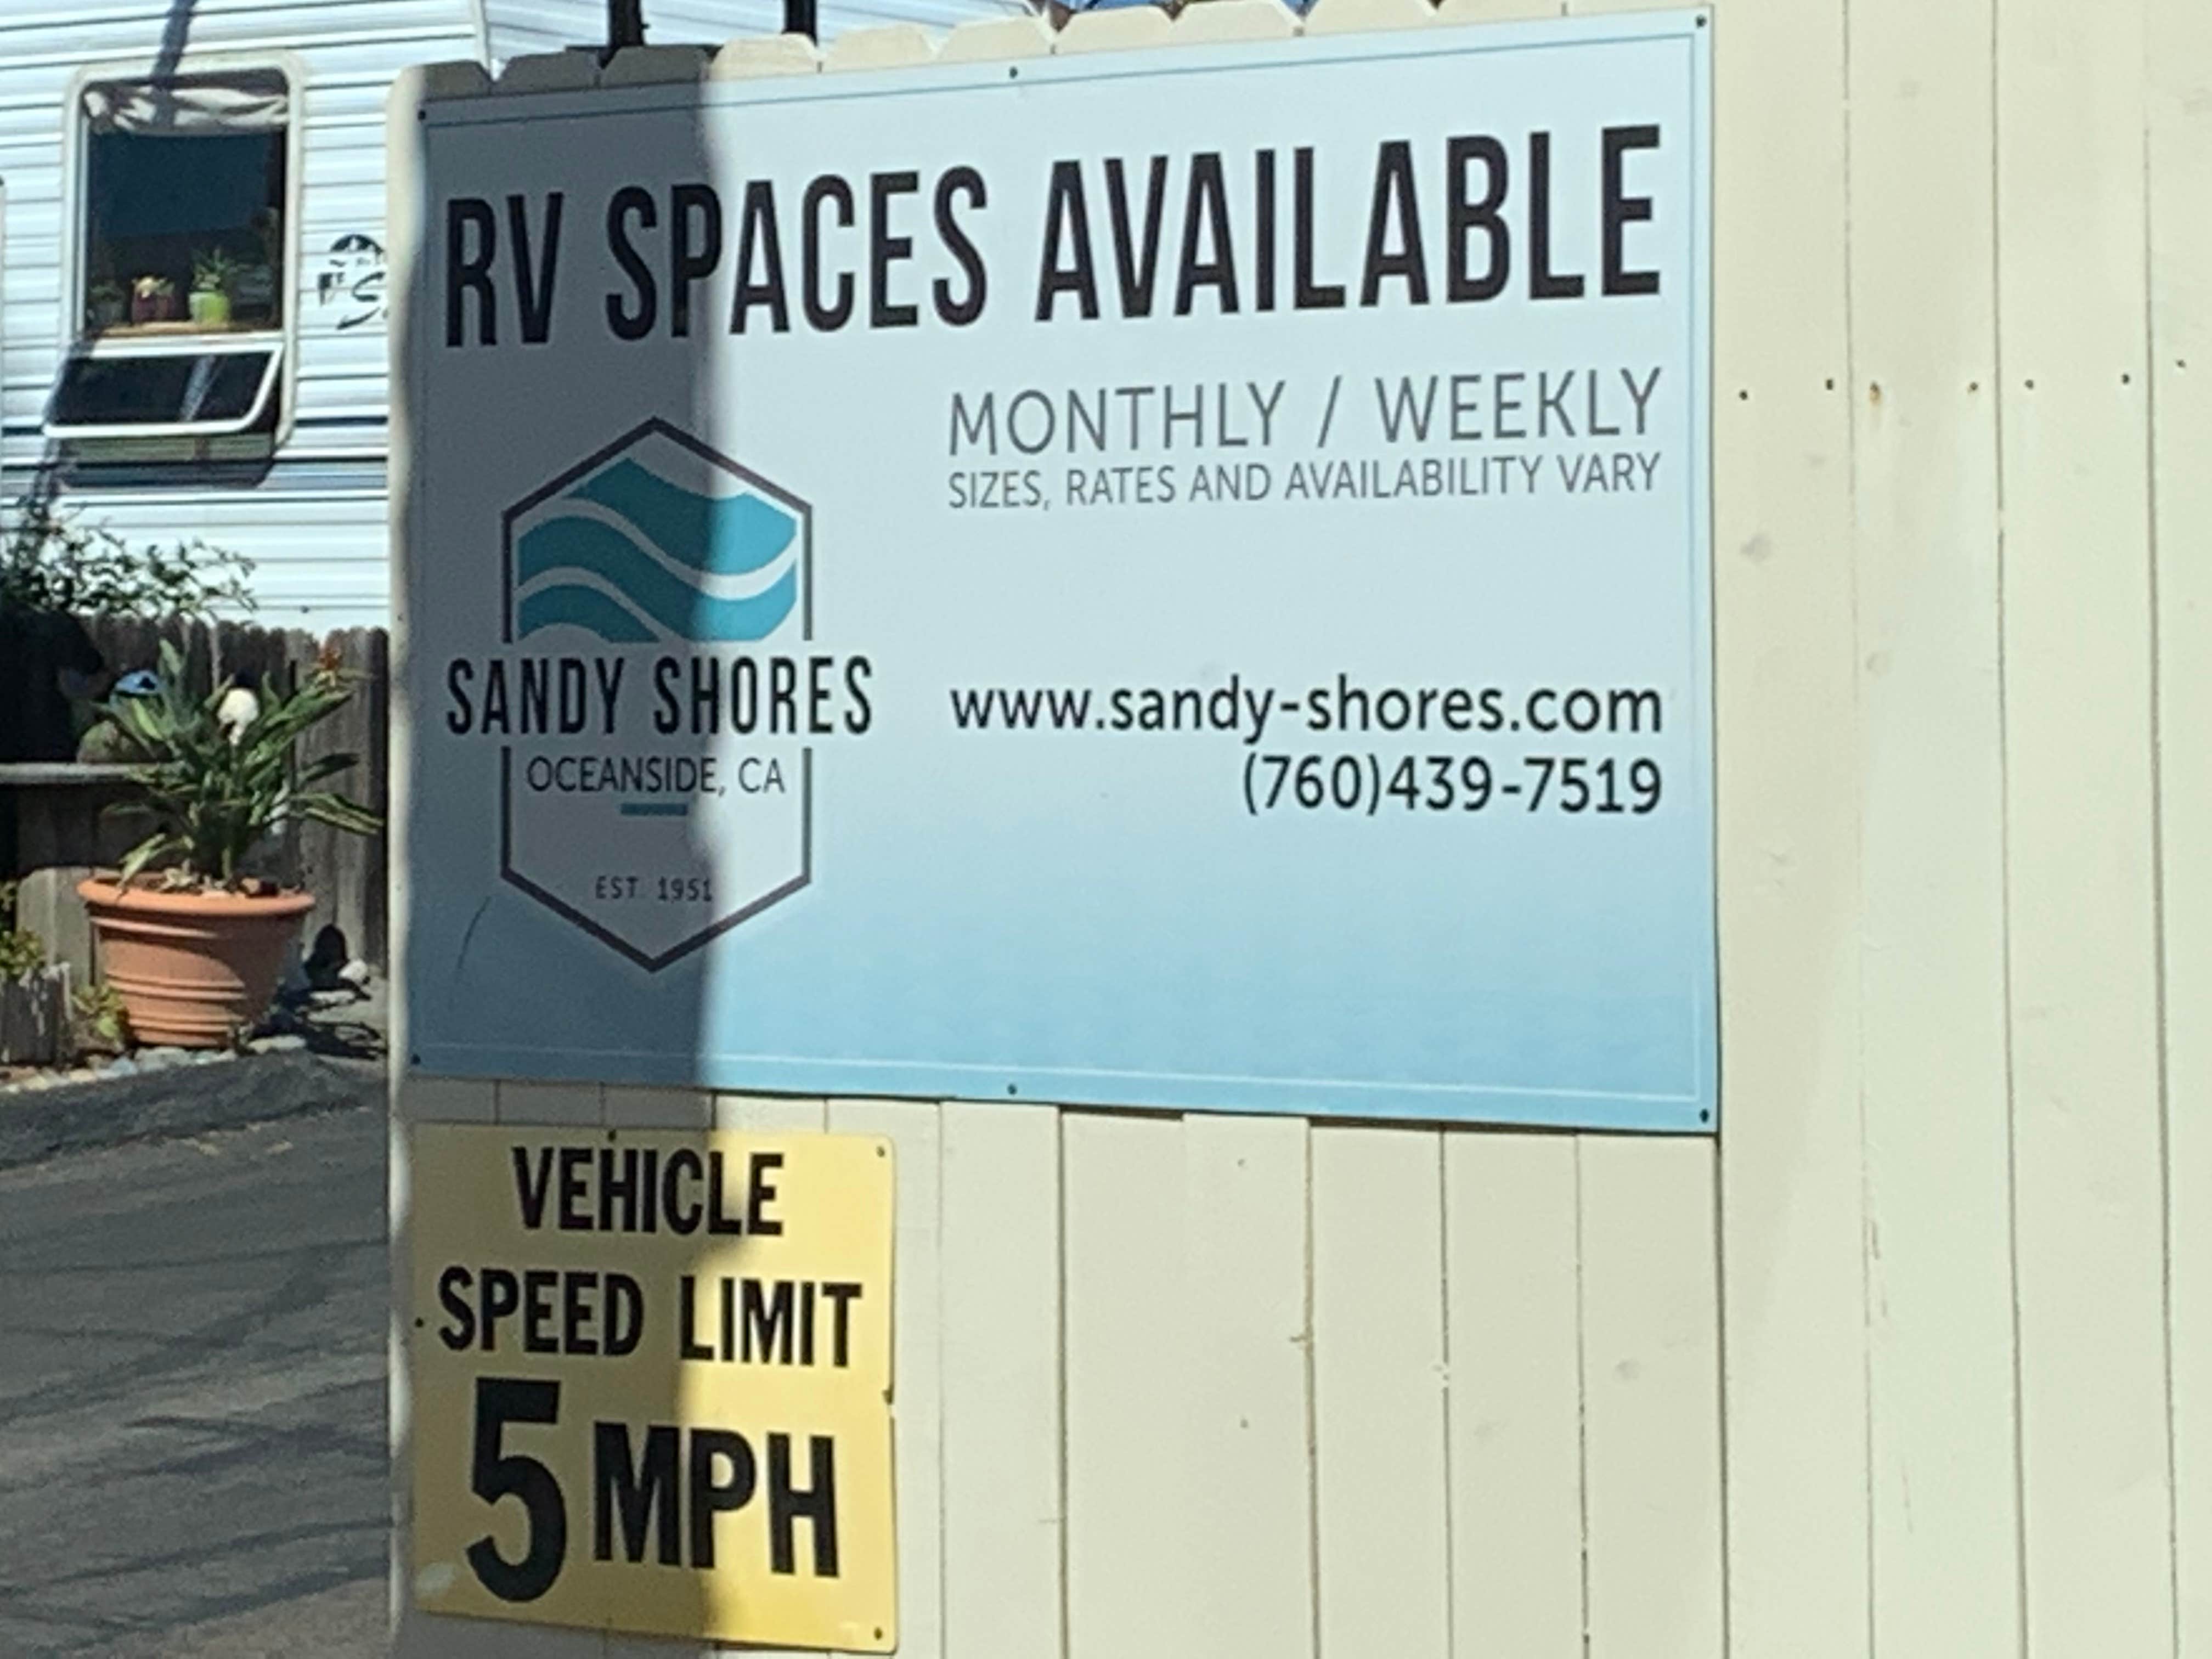 RV SPACES AVAILABLE
MONTHLY / WEEKLY
SIZES, RATES AND AVAILABILITY VARY
SANDY SHORES
OCEANSIDE, CA
EST. 1951
www.sandy-shores.com
(760)439-7519
VEHICLE
SPEED LIMIT
5 MPH